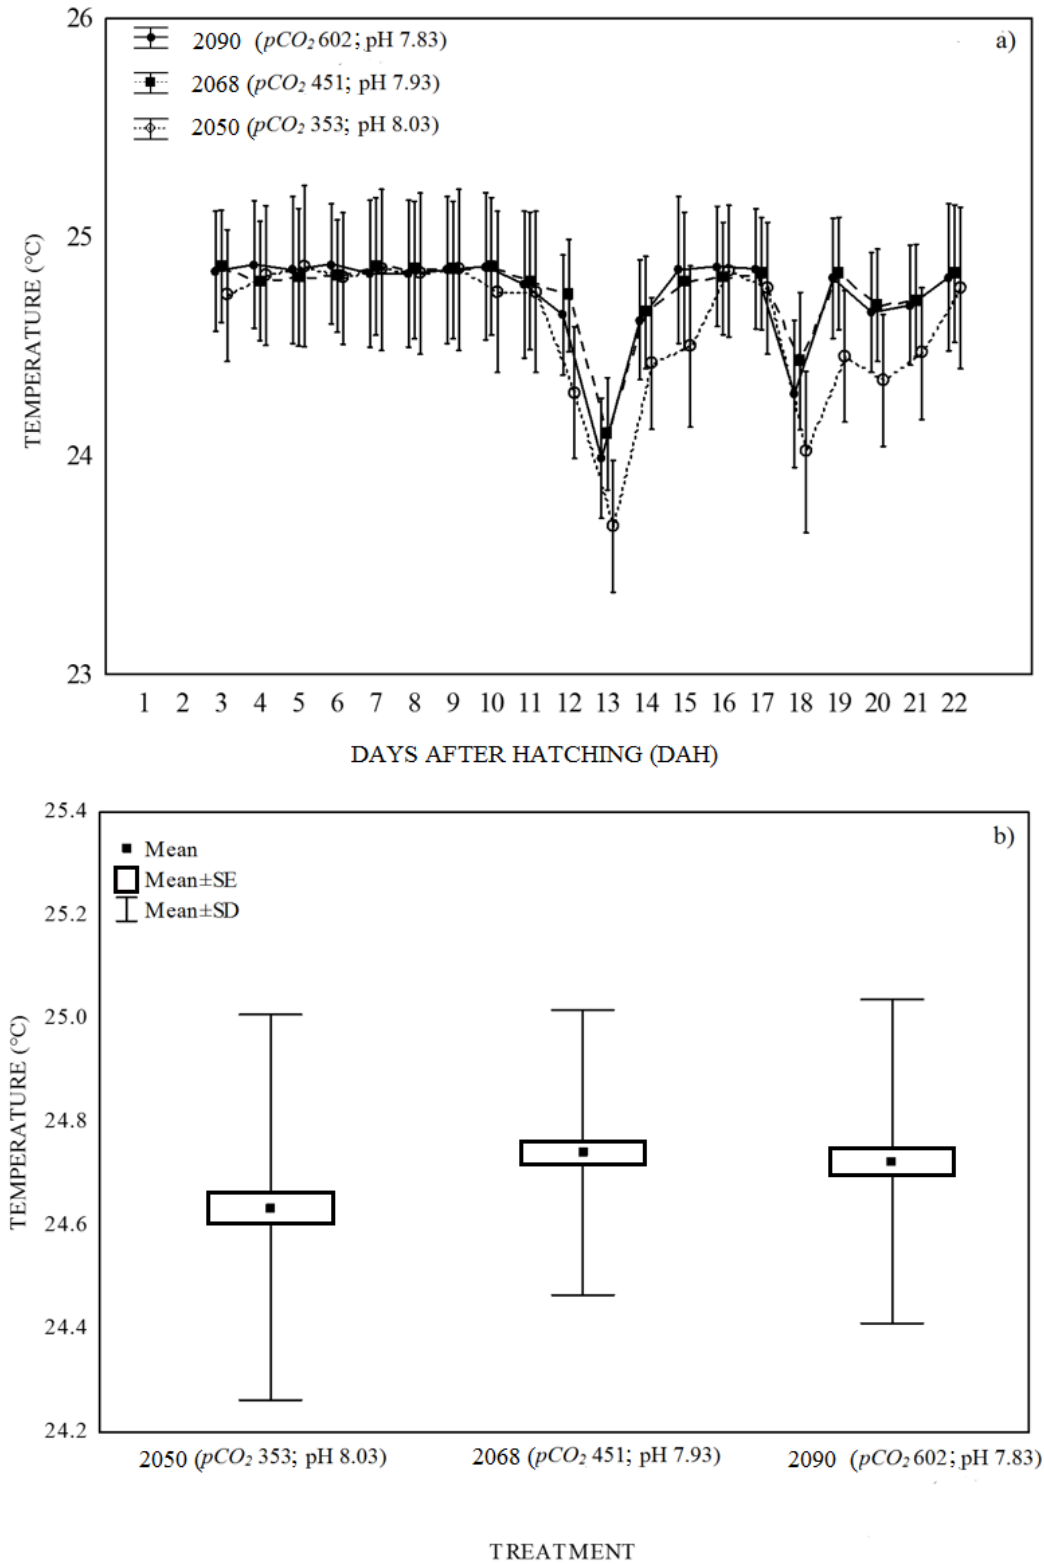 26
a)
2090 (pCO₂ 602; pH 7.83)
2068 (pCO₂ 451; pH 7.93)
2050 (pCO₂ 353; pH 8.03)
25
24
23
TEMPERATURE (°C)
1 2 3 4 5 6 7 8 9 10 11 12 13 14 15 16 17 18 19 20 21 22
DAYS AFTER HATCHING (DAH)
25.4
b)
Mean
Mean±SE
Mean±SD
25.2
25.0
24.8
24.6
24.4
24.2
TEMPERATURE (°C)
2050 (pCO₂ 353; pH 8.03) 2068 (pCO₂ 451; pH 7.93) 2090 (pCO₂ 602; pH 7.83)
TREATMENT